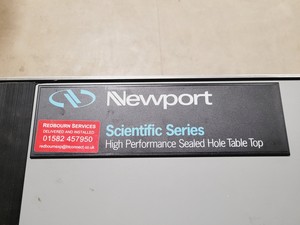 Newport
REDBOURN SERVICES
DELIVERED AND INSTALLED
01582 457950
Scientific Series
High Performance Sealed Hole Table Top